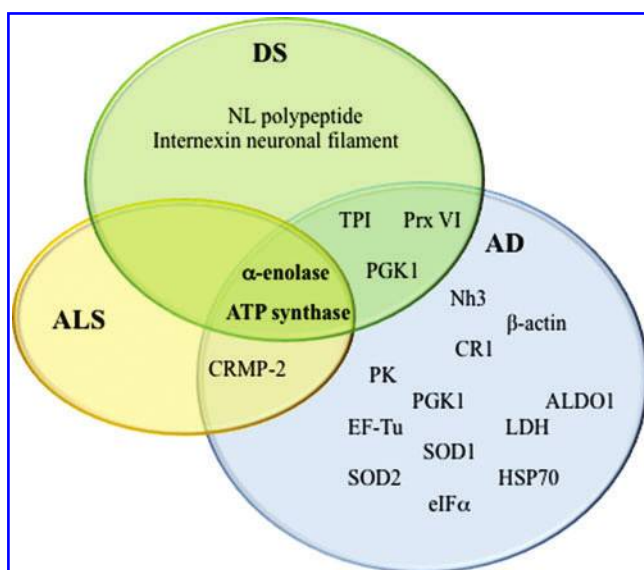 DS
NL polypeptide
Internexin neuronal filament
TPI Prx VI
AD
α-enolase PGK1
Nh3
ATP synthase
β-actin
ALS
CR1
CRMP-2
PK
PGK1 ALDO1
EF-Tu LDH
SOD1
SOD2 HSP70
eIFα